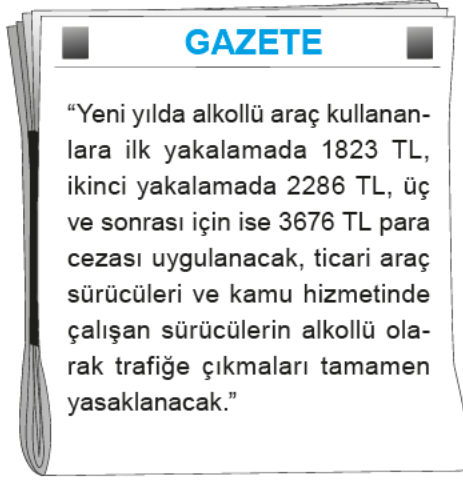 GAZETE
“Yeni yılda alkollü araç kullanan-
lara ilk yakalamada 1823 TL,
ikinci yakalamada 2286 TL, üç
ve sonrası için ise 3676 TL para
cezası uygulanacak, ticari araç
sürücüleri ve kamu hizmetinde
çalışan sürücülerin alkollü ola-
rak trafiğe çıkmaları tamamen
yasaklanacak.”